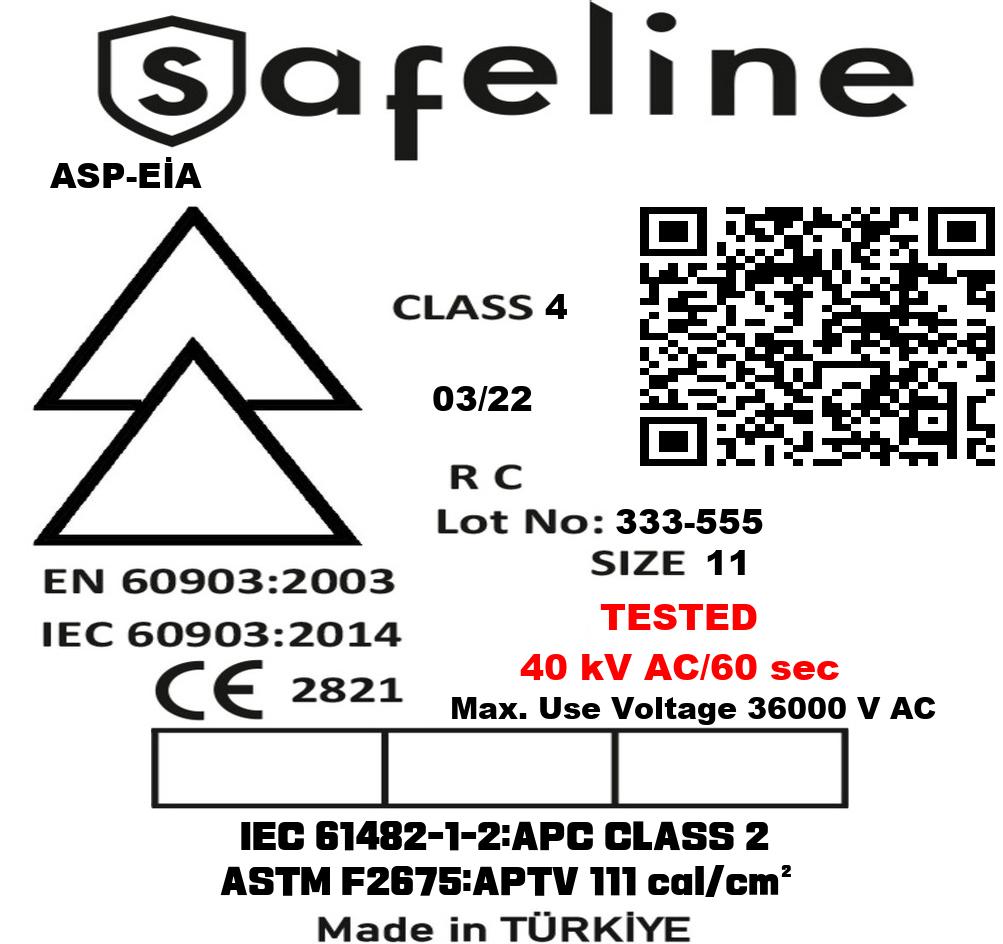 safeline
ASP-EİA
CLASS 4
03/22
R C
Lot No: 333-555
SIZE 11
EN 60903:2003
IEC 60903:2014
TESTED
40 kV AC/60 sec
CE 2821
Max. Use Voltage 36000 V AC
IEC 61482-1-2:APC CLASS 2
ASTM F2675:APTV 111 cal/cm²
Made in TÜRKİYE